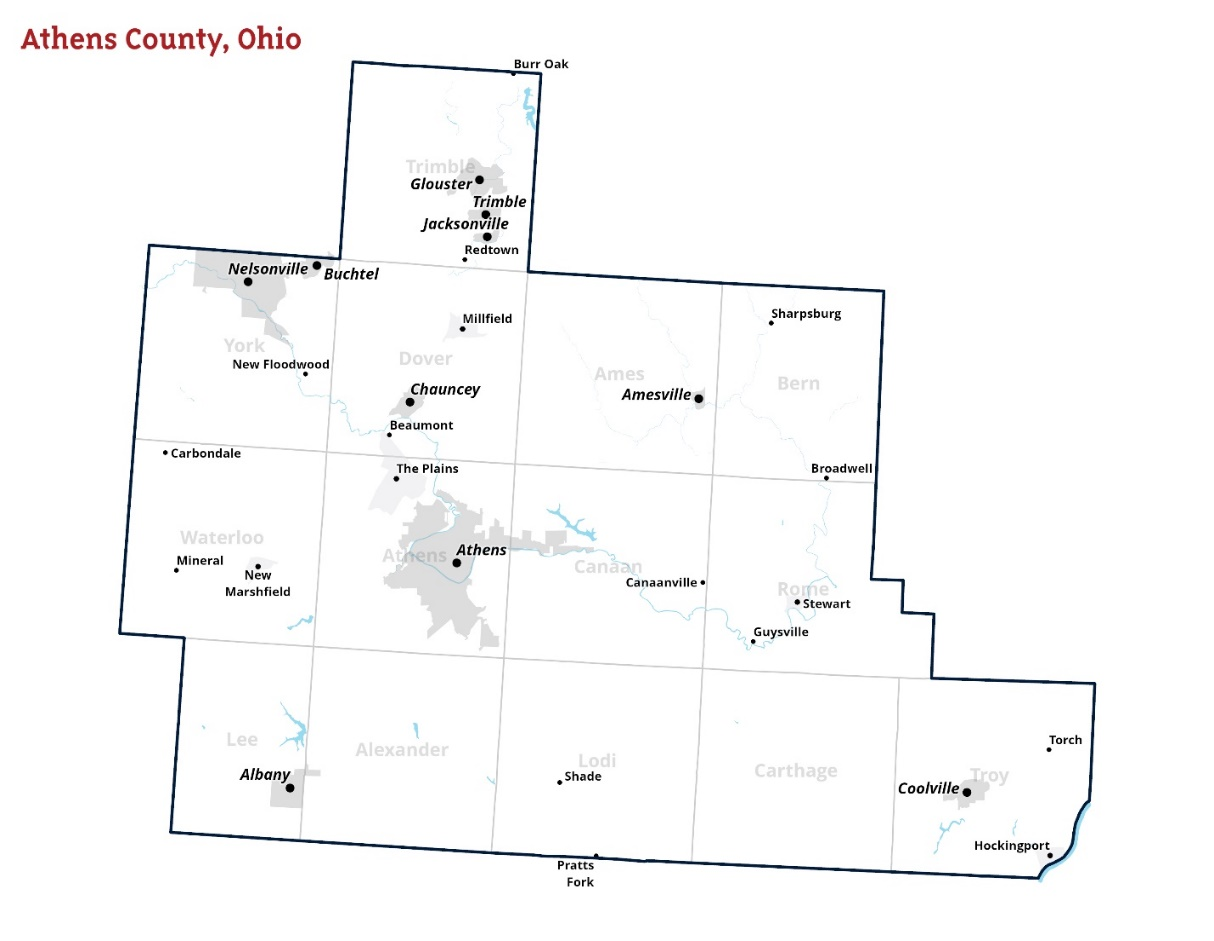 Athens County, Ohio
Burr Oak
Trimble
Glouster
Trimble
Jacksonville
Redtown
Nelsonville
Buchtel
Millfield
Sharpsburg
York
New Floodwood
Dover
Ames
Bern
Chauncey
Amesville
Beaumont
Carbondale
The Plains
Broadwell
Waterloo
Mineral
New
Marshfield
Athens
Athens
Canaan
Canaanville
Rome
Stewart
Guysville
Lee
Alexander
Lodi
Carthage
Torch
Troy
Albany
Shade
Coolville
Hockingport
Pratts
Fork